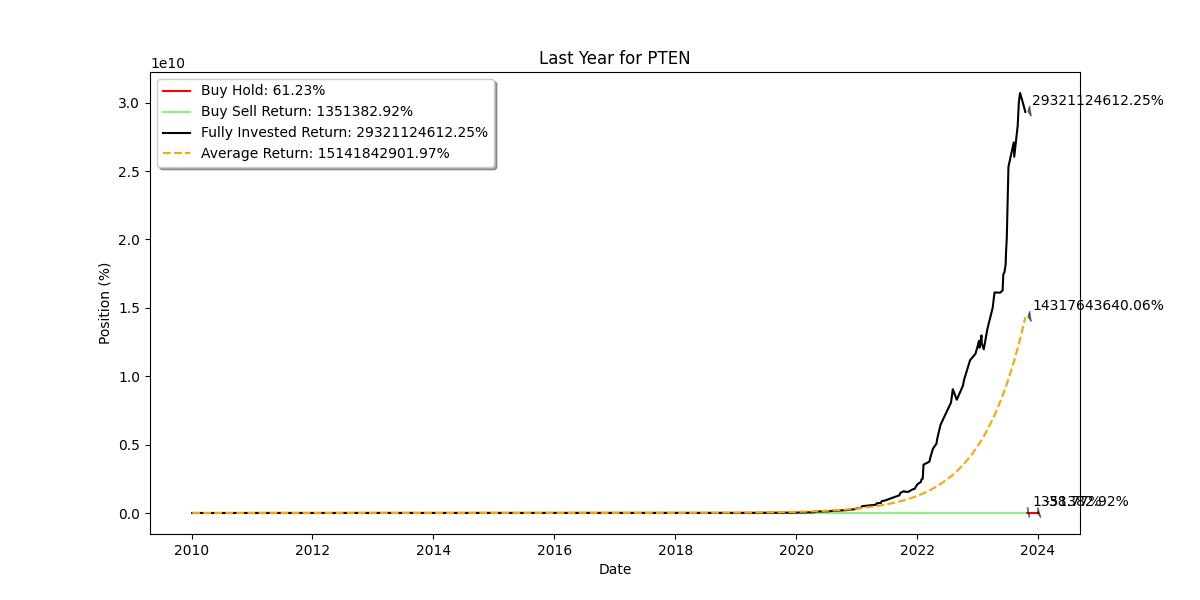 Last Year for PTEN
1e10
Buy Hold: 61.23%
Buy Sell Return: 1351382.92%
Fully Invested Return: 29321124612.25%
Average Return: 15141842901.97%
29321124612.25%
14317643640.06%
1351382.92%
3.0
2.5
2.0
1.5
1.0
0.5
0.0
Position (%)
2010 2012 2014 2016 2018 2020 2022 2024
Date